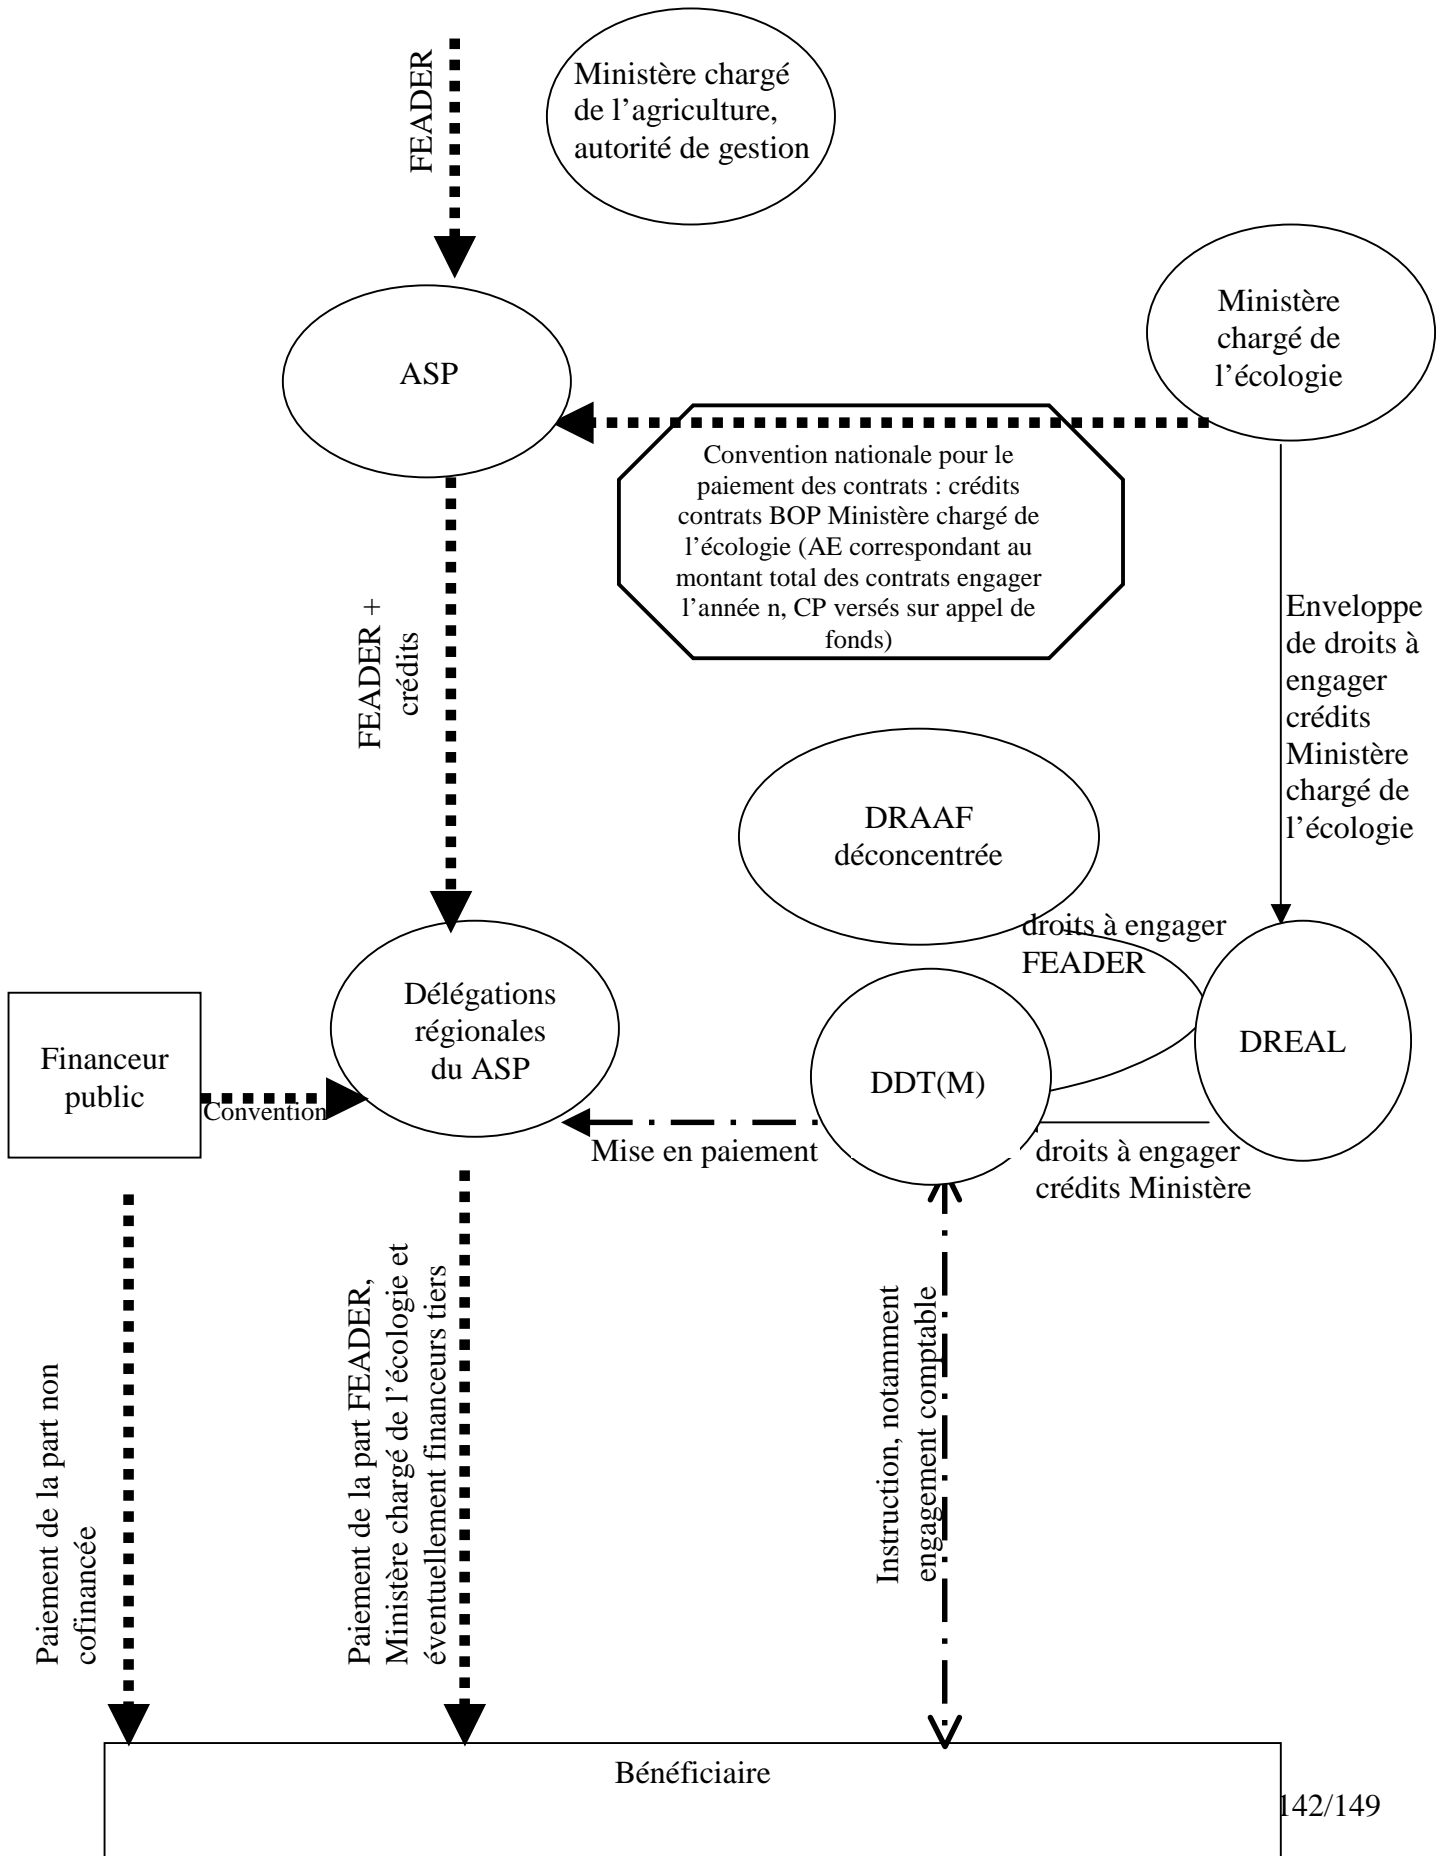 FEADER
Ministère chargé
de l’agriculture,
autorité de gestion
Ministère
chargé de
l’écologie
ASP
Convention nationale pour le
paiement des contrats : crédits
contrats BOP Ministère chargé de
l’écologie (AE correspondant au
montant total des contrats engager
l’année n, CP versés sur appel de
fonds)
FEADER +
crédits
Enveloppe
de droits à
engager
crédits
Ministère
chargé de
l’écologie
DRAAF
déconcentrée
droits à engager
FEADER
Délégations
régionales
du ASP
Financeur
public
Convention
DDT(M)
DREAL
Mise en paiement
droits à engager
crédits Ministère
Paiement de la part non
cofinancée
Paiement de la part FEADER,
Ministère chargé de l’écologie et
éventuellement financeurs tiers
Instruction, notamment
engagement comptable
Bénéficiaire
142/149